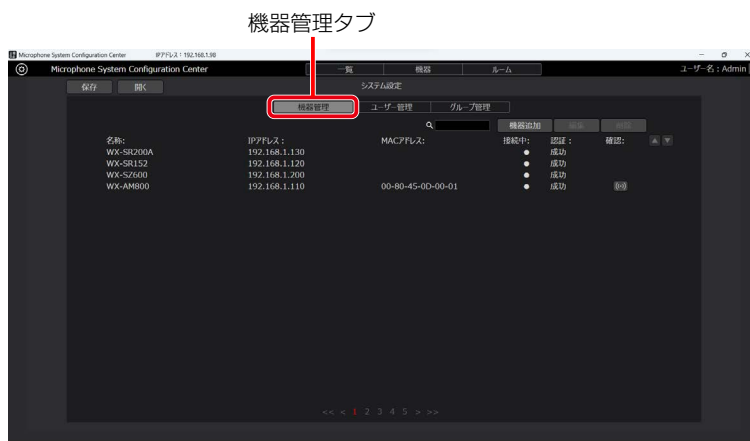 機器管理タブ
Microphone System Configuration Center IPアドレス：192.168.1.98
Microphone System Configuration Center 一覧 機器 ルーム ユーザー名：Admin
保存 開く システム設定
機器管理 ユーザー管理 グループ管理
機器追加 編集 削除
名称: IPアドレス： MACアドレス: 接続中: 認証： 確認:
WX-SR200A 192.168.1.130 成功
WX-SR152 192.168.1.120 成功
WX-SZ600 192.168.1.200 成功
WX-AM800 192.168.1.110 00-80-45-0D-00-01 成功
<< < 1 2 3 4 5 > >>